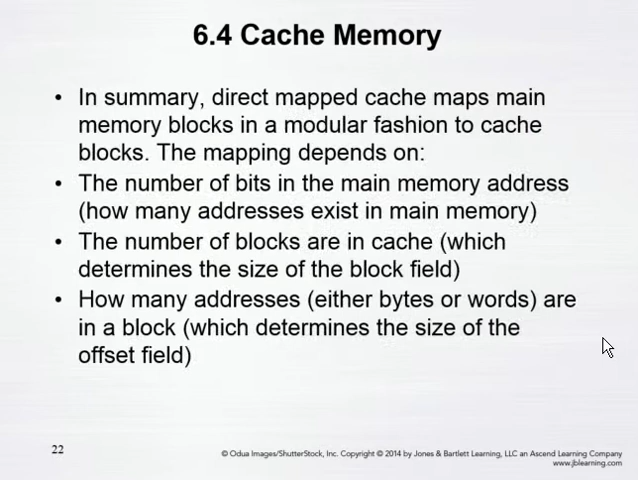 6.4 Cache Memory
• In summary, direct mapped cache maps main
memory blocks in a modular fashion to cache
blocks. The mapping depends on:
• The number of bits in the main memory address
(how many addresses exist in main memory)
• The number of blocks are in cache (which
determines the size of the block field)
• How many addresses (either bytes or words) are
in a block (which determines the size of the
offset field)
22
© Odua Images/ShutterStock, Inc. Copyright © 2014 by Jones & Bartlett Learning, LLC an Ascend Learning Company
www.jblearning.com